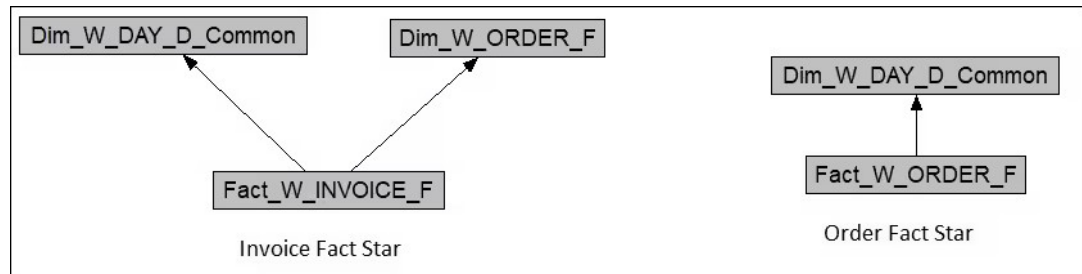 Dim_W_DAY_D_Common
Dim_W_ORDER_F
Fact_W_INVOICE_F
Invoice Fact Star
Dim_W_DAY_D_Common
Fact_W_ORDER_F
Order Fact Star